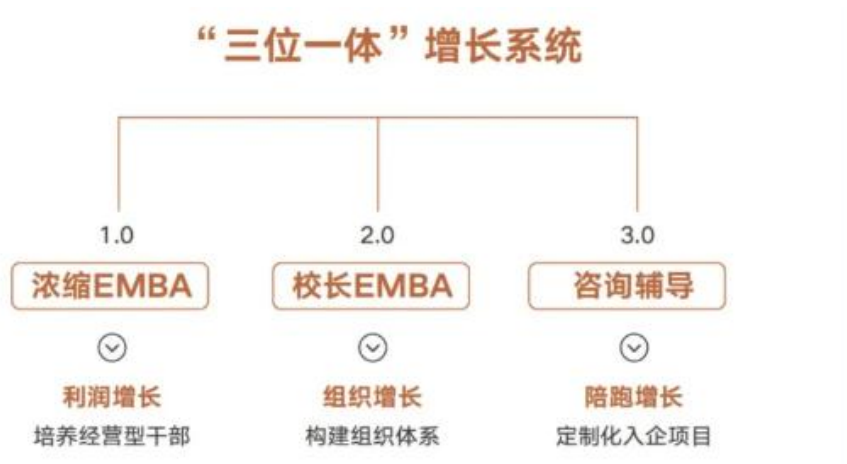 “三位一体”增长系统
1.0
2.0
3.0
浓缩EMBA
校长EMBA
咨询辅导
利润增长
组织增长
陪跑增长
培养经营型干部
构建组织体系
定制化入企项目